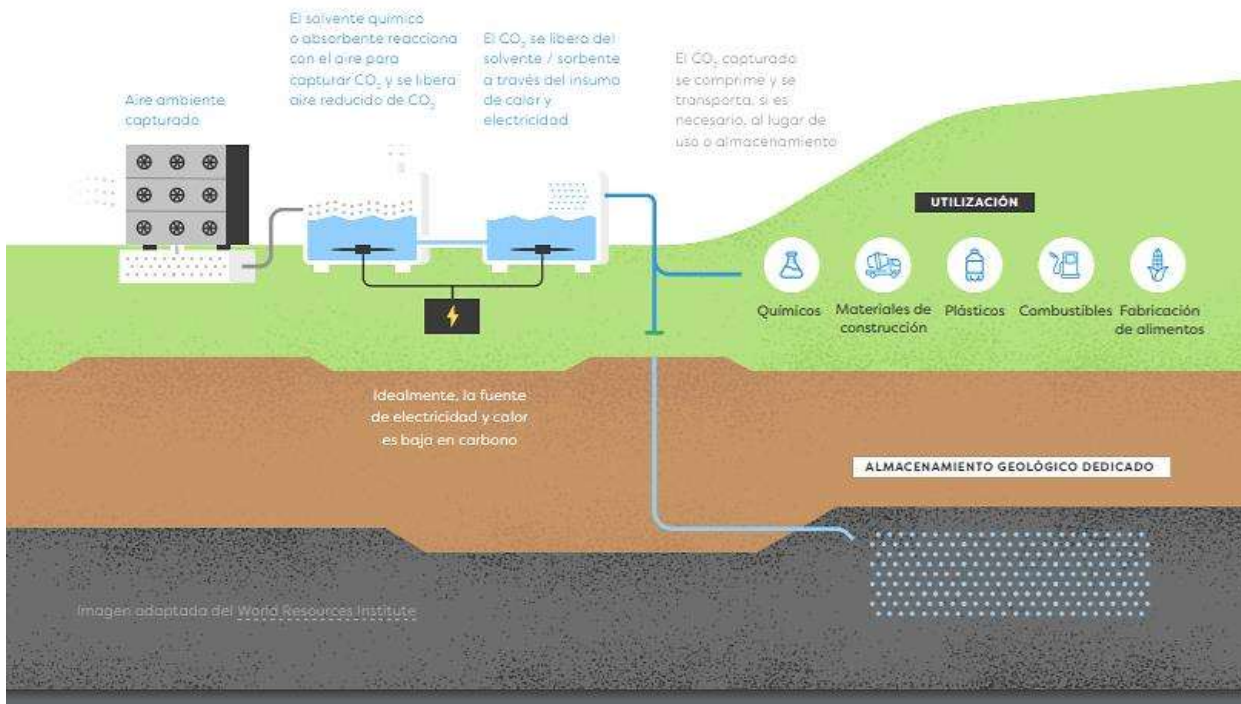 El solvente químico
o absorbente reacciona
con el aire para
capturar CO₂ y se libera
aire reducido de CO₂
El CO₂ se libera del
solvente / sorbente
a través del insumo
de calor y
electricidad
El CO₂ capturado
se comprime y se
transporta, si es
necesario, al lugar de
uso o almacenamiento
Aire ambiente
capturado
UTILIZACIÓN
Químicos
Materiales de
construcción
Plásticos
Combustibles
Fabricación
de alimentos
Idealmente, la fuente
de electricidad y calor
es baja en carbono
ALMACENAMIENTO GEOLÓGICO DEDICADO
Imagen adaptada del World Resources Institute